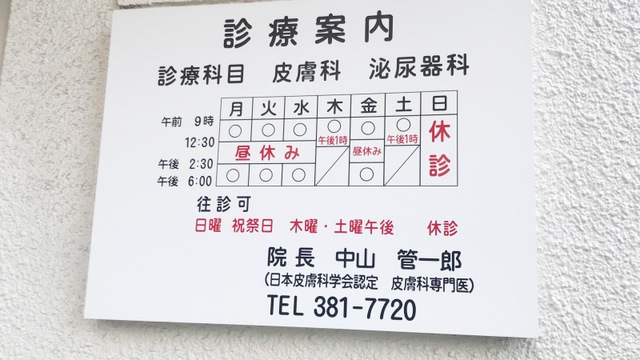 診療案内
診療科目 皮膚科 泌尿器科
月 火 水 木 金 土 日
午前 9時 ○ ○ ○ ○ ○ ○ 休診
12:30 昼休み 午後1時 昼休み 午後1時
午後 2:30
午後 6:00 ○ ○ ○ ○
往診可
日曜 祝祭日 木曜・土曜午後 休診
院長 中山 管一郎
(日本皮膚科学会認定 皮膚科専門医)
TEL 381-7720